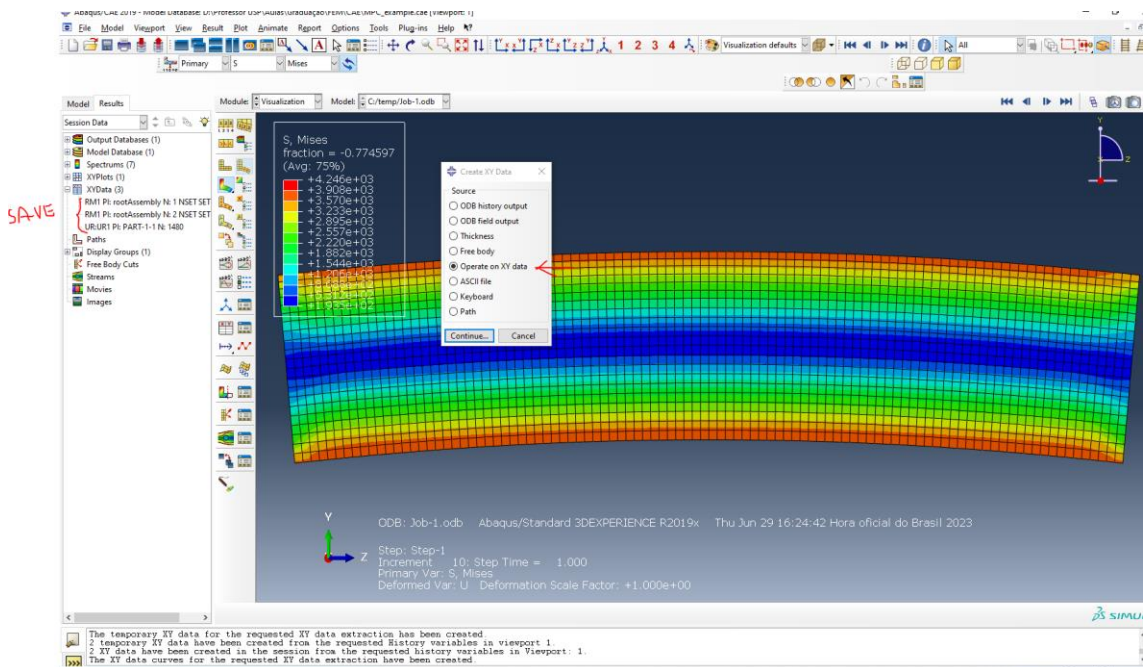 Abaqus/CAE 2019 - Model Database: D:\Professor USP\Aulas\Graduação\FEM\CAE\MPC_example.cae [Viewport: 1]
File Model Viewport View Result Plot Animate Report Options Tools Plug-ins Help
1 2 3 4 Visualization defaults All
Primary S Mises
Model Results
Module: Visualization Model: C:/temp/Job-1.odb
Session Data
Output Databases (1)
Model Database (1)
Spectrums (7)
XYPlots (1)
XYData (3)
RM1 PI: rootAssembly N: 1 NSET SET
RM1 PI: rootAssembly N: 2 NSET SET
UR:UR1 PI: PART-1-1 N: 1480
Paths
Display Groups (1)
Free Body Cuts
Streams
Movies
Images
SAVE
S, Mises
fraction = -0.774597
(Avg: 75%)
+4.246e+03
+3.908e+03
+3.570e+03
+3.233e+03
+2.895e+03
+2.557e+03
+2.220e+03
+1.882e+03
+1.544e+03
Create XY Data
Source
ODB history output
ODB field output
Thickness
Free body
Operate on XY data
ASCII file
Keyboard
Path
Continue... Cancel
Y
Z
Y
Z
ODB: Job-1.odb Abaqus/Standard 3DEXPERIENCE R2019x Thu Jun 29 16:24:42 Hora oficial do Brasil 2023
Step: Step-1
Increment 10: Step Time = 1.000
Primary Var: S, Mises
Deformed Var: U Deformation Scale Factor: +1.000e+00
The temporary XY data for the requested XY data extraction has been created.
2 temporary XY data have been created from the requested History variables in viewport 1.
2 XY data have been created in the session from the requested history variables in Viewport: 1.
The XY data curves for the requested XY data extraction have been created.